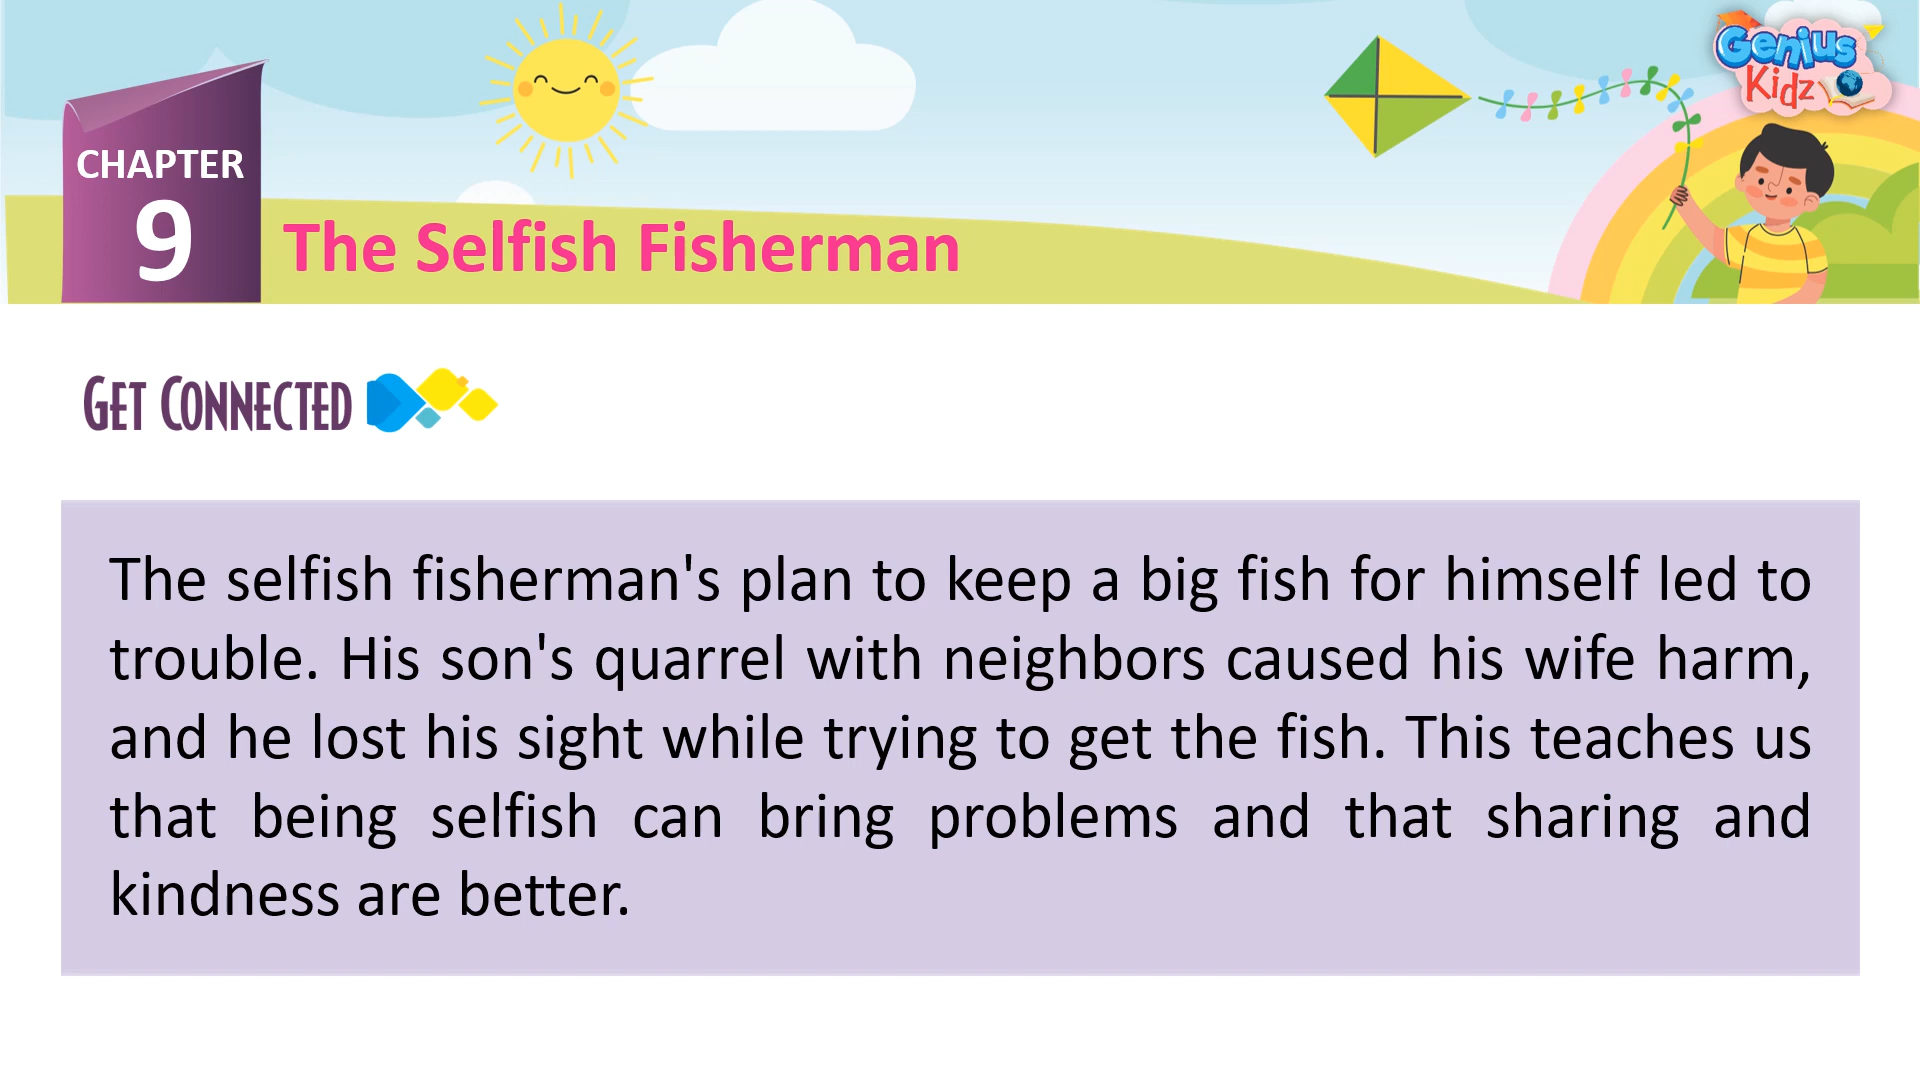 Genius
Kidz
CHAPTER
9
The Selfish Fisherman
GET CONNECTED
The selfish fisherman's plan to keep a big fish for himself led to
trouble. His son's quarrel with neighbors caused his wife harm,
and he lost his sight while trying to get the fish. This teaches us
that being selfish can bring problems and that sharing and
kindness are better.